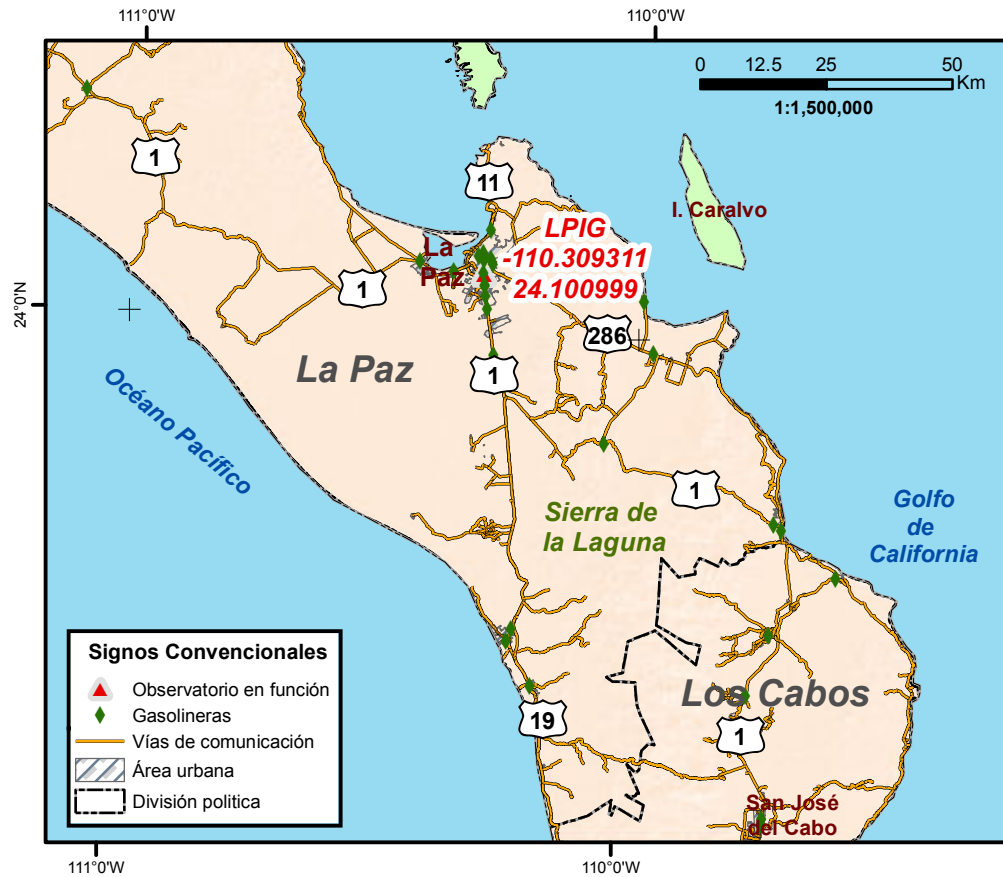 111°0'W
110°0'W
0 12.5 25 50
Km
1:1,500,000
1
11
I. Caralvo
LPIG
-110.309311
24.100999
La
Paz
24°0'N
1
286
La Paz
1
Océano Pacífico
1
Sierra de
la Laguna
Golfo
de
California
Signos Convencionales
Observatorio en función
Gasolineras
Vías de comunicación
Área urbana
División politica
Los Cabos
19
1
San José
del Cabo
111°0'W
110°0'W